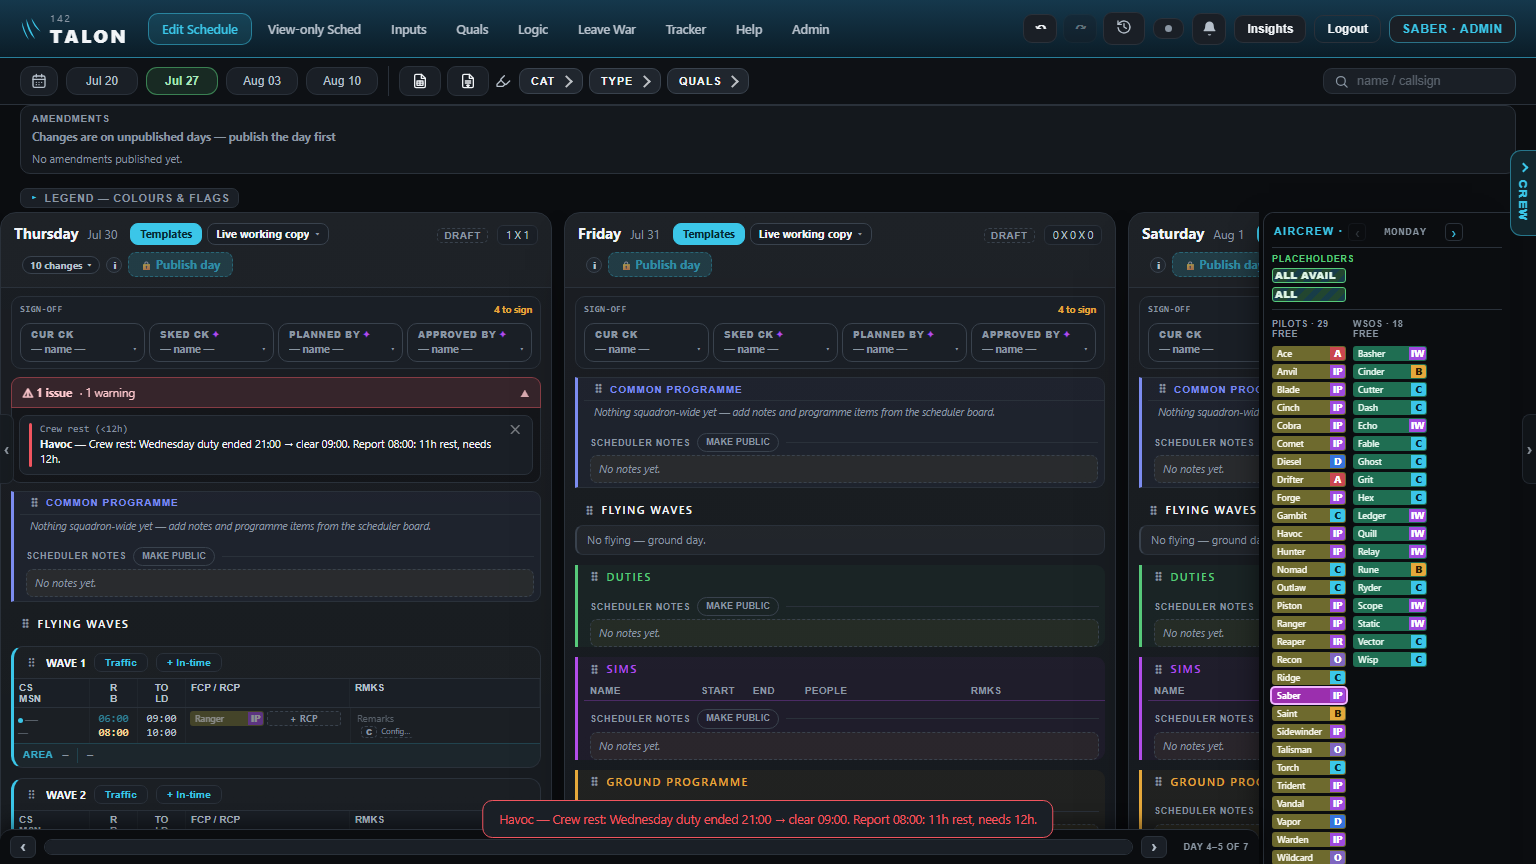 142
TALON
Edit Schedule
View-only Sched
Inputs
Quals
Logic
Leave War
Tracker
Help
Admin
Insights
Logout
SABER · ADMIN
Jul 20
Jul 27
Aug 03
Aug 10
CAT
TYPE
QUALS
name / callsign
AMENDMENTS
Changes are on unpublished days — publish the day first
No amendments published yet.
LEGEND — COLOURS & FLAGS
CREW
Thursday Jul 30 Templates Live working copy DRAFT 1 X 1
10 changes i Publish day
SIGN-OFF 4 to sign
CUR CK SKED CK PLANNED BY APPROVED BY
— name — — name — — name — — name —
1 issue · 1 warning
Crew rest (<12h)
Havoc — Crew rest: Wednesday duty ended 21:00 → clear 09:00. Report 08:00: 11h rest, needs
12h.
COMMON PROGRAMME
Nothing squadron-wide yet — add notes and programme items from the scheduler board.
SCHEDULER NOTES MAKE PUBLIC
No notes yet.
FLYING WAVES
WAVE 1 Traffic + In-time
CS R TO FCP / RCP RMKS
MSN B LD
— 06:00 09:00 Ranger IP + RCP Remarks
— 08:00 10:00 C Config...
AREA — —
WAVE 2 Traffic + In-time
CS R TO FCP / RCP RMKS
Friday Jul 31 Templates Live working copy DRAFT 0 X 0 X 0
i Publish day
SIGN-OFF 4 to sign
CUR CK SKED CK PLANNED BY APPROVED BY
— name — — name — — name — — name —
COMMON PROGRAMME
Nothing squadron-wide yet — add notes and programme items from the scheduler board.
SCHEDULER NOTES MAKE PUBLIC
No notes yet.
FLYING WAVES
No flying — ground day.
DUTIES
SCHEDULER NOTES MAKE PUBLIC
No notes yet.
SIMS
NAME START END PEOPLE RMKS
SCHEDULER NOTES MAKE PUBLIC
No notes yet.
GROUND PROGRAMME
Saturday Aug 1
i Publish day
SIGN-OFF
CUR CK
— name —
COMMON PROG
Nothing squadron-w
SCHEDULER NOTES
No notes yet.
FLYING WAVES
No flying — ground da
DUTIES
SCHEDULER NOTES
No notes yet.
SIMS
NAME
SCHEDULER NOTES
No notes yet.
GROUND PROG
SCHEDULER NOTES
AIRCREW · MONDAY
PLACEHOLDERS
ALL AVAIL
ALL
PILOTS · 29 WSOS · 18
FREE FREE
Ace A Basher IW
Anvil IP Cinder B
Blade IP Cutter C
Cinch IP Dash C
Cobra IP Echo IW
Comet IP Fable C
Diesel D Ghost C
Drifter A Grit C
Forge IP Hex C
Gambit C Ledger IW
Havoc IP Quill IW
Hunter IP Relay IW
Nomad C Rune B
Outlaw C Ryder C
Piston IP Scope IW
Ranger IP Static IW
Reaper IR Vector C
Recon O Wisp C
Ridge C
Saber IP
Saint B
Sidewinder IP
Talisman O
Torch C
Trident IP
Vandal IP
Vapor D
Warden IP
Wildcard O
Havoc — Crew rest: Wednesday duty ended 21:00 → clear 09:00. Report 08:00: 11h rest, needs 12h.
DAY 4–5 OF 7